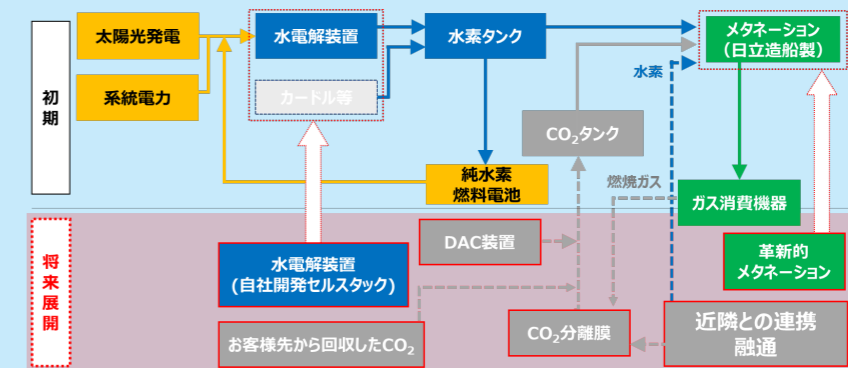 初期
太陽光発電
系統電力
水電解装置
カードル等
水素タンク
純水素
燃料電池
CO₂タンク
水素
メタネーション
(日立造船製)
燃焼ガス
ガス消費機器
将来展開
水電解装置
(自社開発セルスタック)
お客様先から回収したCO₂
DAC装置
CO₂分離膜
革新的
メタネーション
近隣との連携
融通